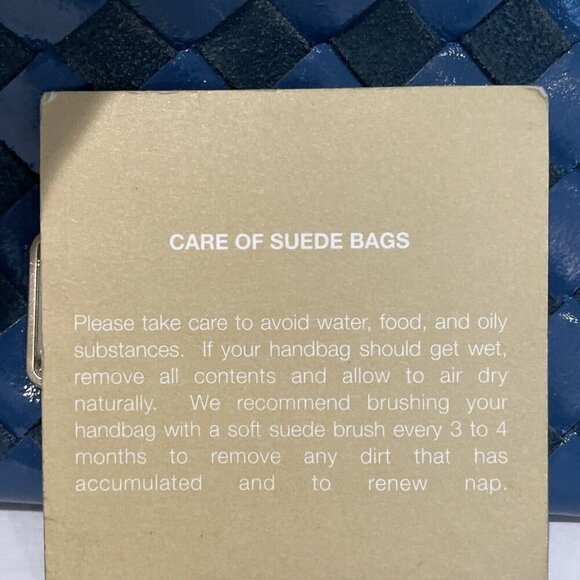 CARE OF SUEDE BAGS
Please take care to avoid water, food, and oily
substances. If your handbag should get wet,
remove all contents and allow to air dry
naturally. We recommend brushing your
handbag with a soft suede brush every 3 to 4
months to remove any dirt that has
accumulated and to renew nap.